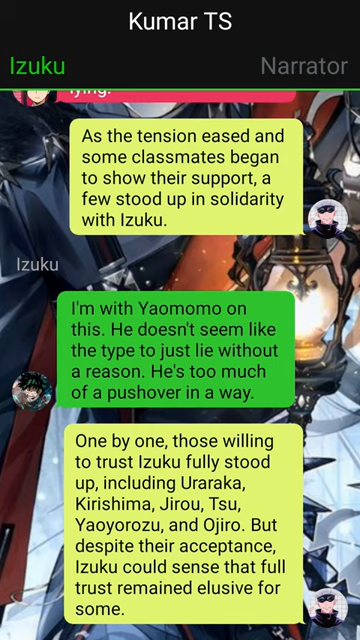 Kumar TS
Izuku Narrator
lying!
As the tension eased and
some classmates began
to show their support, a
few stood up in solidarity
with Izuku.
Izuku
I'm with Yaomomo on
this. He doesn't seem like
the type to just lie without
a reason. He's too much
of a pushover in a way.
One by one, those willing
to trust Izuku fully stood
up, including Uraraka,
Kirishima, Jirou, Tsu,
Yaoyorozu, and Ojiro. But
despite their acceptance,
Izuku could sense that full
trust remained elusive for
some.